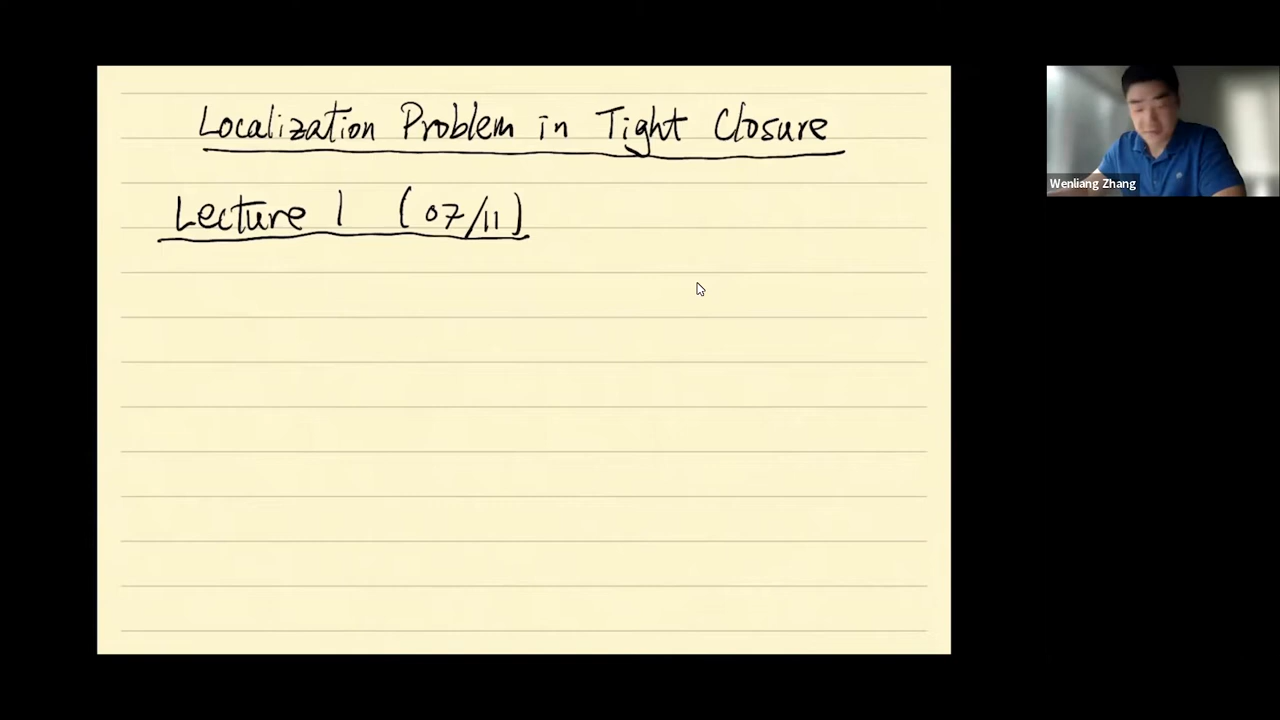 Localization Problem in Tight Closure
Lecture 1 (07/11)
Wenliang Zhang